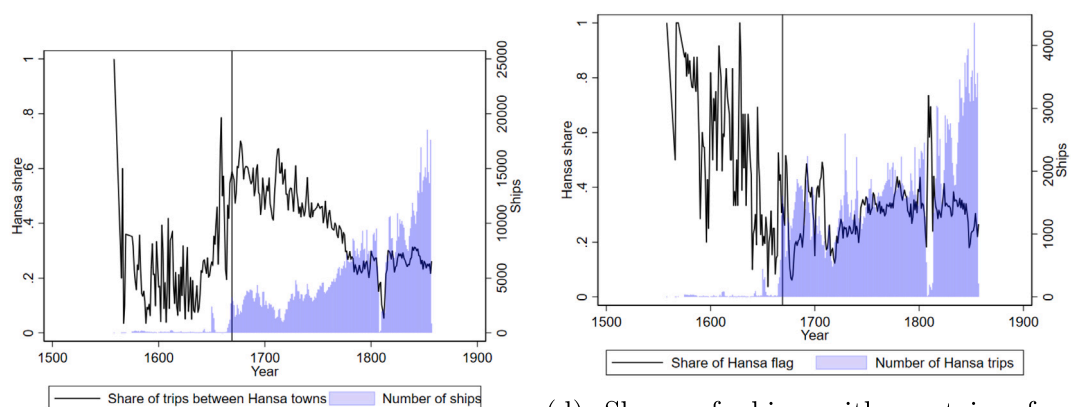 Hansa share
0 .2 .4 .6 .8 1
0 5000 10000 15000 20000 25000
Ships
1500 1600 1700 1800 1900
Year
Share of trips between Hansa towns Number of ships
Hansa share
0 .2 .4 .6 .8 1
0 1000 2000 3000 4000
Ships
1500 1600 1700 1800 1900
Year
Share of Hansa flag Number of Hansa trips